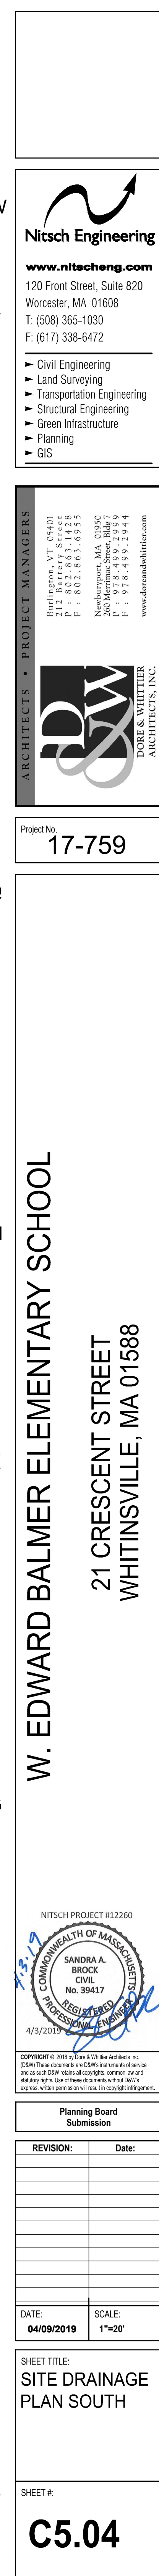 Nitsch Engineering
www.nitscheng.com
120 Front Street, Suite 820
Worcester, MA 01608
T: (508) 365-1030
F: (617) 338-6472
► Civil Engineering
► Land Surveying
► Transportation Engineering
► Structural Engineering
► Green Infrastructure
► Planning
► GIS
ARCHITECTS • PROJECT MANAGERS
Burlington, VT 05401
212 Battery Street
P : 802.863.1428
F : 802.863.6955
Newburyport, MA 01950
260 Merrimac Street, Bldg 7
P : 978.499.2999
F : 978.499.2944
www.doreandwhittier.com
D&W
DORE & WHITTIER
ARCHITECTS, INC.
Project No.
17-759
W. EDWARD BALMER ELEMENTARY SCHOOL
21 CRESCENT STREET
WHITINSVILLE, MA 01588
NITSCH PROJECT #12260
4·3·19
COMMONWEALTH OF MASSACHUSETTS
SANDRA A.
BROCK
CIVIL
No. 39417
REGISTERED
PROFESSIONAL ENGINEER
4/3/2019
COPYRIGHT © 2018 by Dore & Whittier Architects Inc.
(D&W) These documents are D&W's instruments of service
and as such D&W retains all copyrights, common law and
statutory rights. Use of these documents without D&W's
express, written permission will result in copyright infringement.
Planning Board
Submission
REVISION: Date:
DATE: SCALE:
04/09/2019 1"=20'
SHEET TITLE:
SITE DRAINAGE
PLAN SOUTH
SHEET #:
C5.04